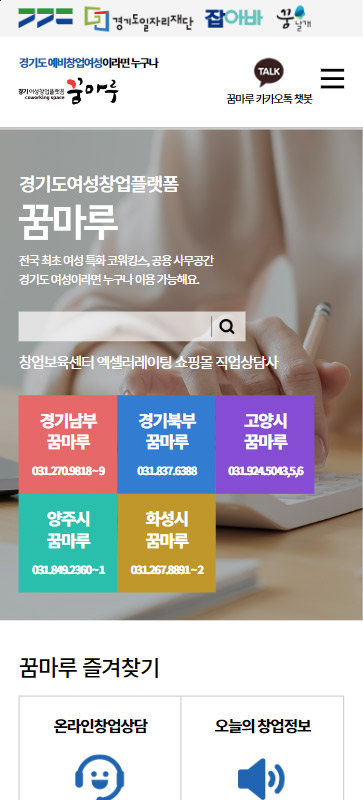 경기도일자리재단
잡아바
꿈
날개
경기도 예비창업여성이라면 누구나
경기여성창업플랫폼
coworking space
꿈마루
TALK
꿈마루 카카오톡 챗봇
경기도여성창업플랫폼
꿈마루
전국 최초 여성 특화 코워킹스, 공용 사무공간
경기도 여성이라면 누구나 이용 가능해요.
창업보육센터 엑셀러레이팅 쇼핑몰 직업상담사
경기남부
꿈마루
031.270.9818~9
경기북부
꿈마루
031.837.6388
고양시
꿈마루
031.924.5043,5,6
양주시
꿈마루
031.849.2360~1
화성시
꿈마루
031.267.8891~2
꿈마루 즐겨찾기
온라인창업상담
오늘의 창업정보